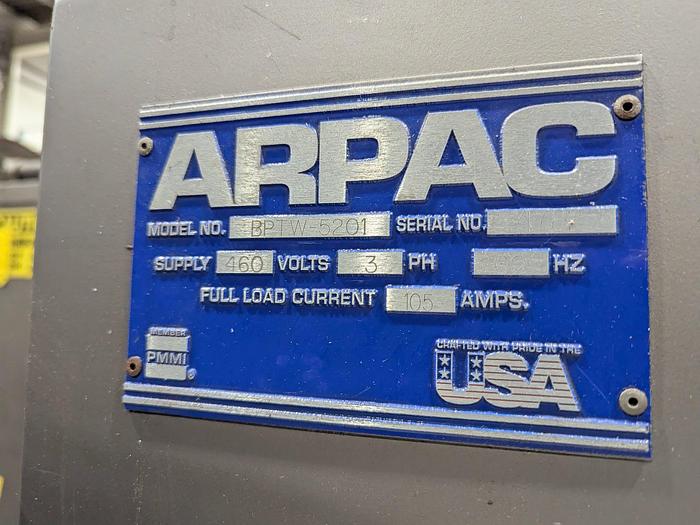 ARPAC
MODEL NO. BPTW-5201 SERIAL NO.
SUPPLY 460 VOLTS 3 PH HZ
FULL LOAD CURRENT 105 AMPS.
MEMBER
PMMI
®
CRAFTED WITH PRIDE IN THE
USA